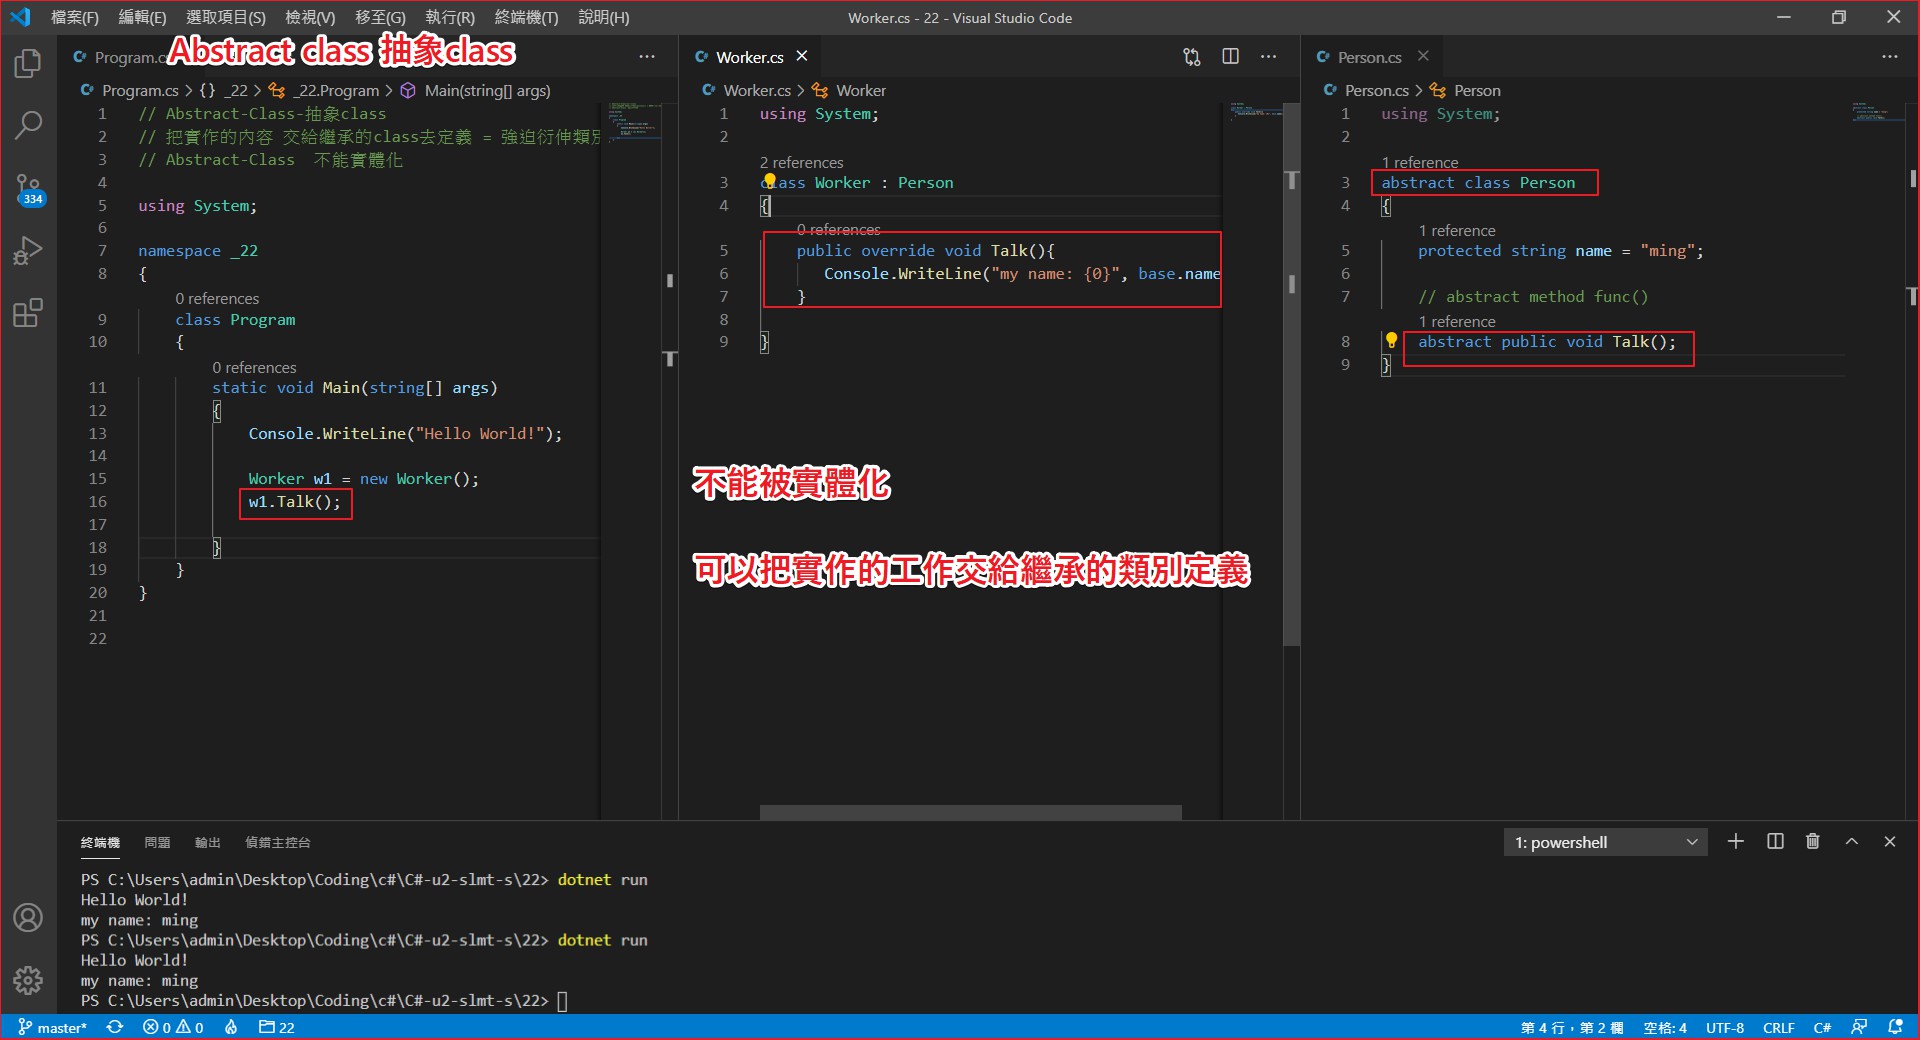 檔案(F) 編輯(E) 選取項目(S) 檢視(V) 移至(G) 執行(R) 終端機(T) 說明(H)
Worker.cs - 22 - Visual Studio Code
Program.c
Abstract class 抽象class
Program.cs > {} _22 > _22.Program > Main(string[] args)
1 // Abstract-Class-抽象class
2 // 把實作的內容 交給繼承的class去定義 = 強迫衍伸類別
3 // Abstract-Class 不能實體化
4
5 using System;
6
7 namespace _22
8 {
0 references
9 class Program
10 {
0 references
11 static void Main(string[] args)
12 {
13 Console.WriteLine("Hello World!");
14
15 Worker w1 = new Worker();
16 w1.Talk();
17
18 }
19 }
20 }
21
22
Worker.cs
Worker.cs > Worker
1 using System;
2
2 references
3 class Worker : Person
4 {
0 references
5 public override void Talk(){
6 Console.WriteLine("my name: {0}", base.name
7 }
8
9 }
不能被實體化
可以把實作的工作交給繼承的類別定義
Person.cs
Person.cs > Person
1 using System;
2
1 reference
3 abstract class Person
4 {
1 reference
5 protected string name = "ming";
6
7 // abstract method func()
1 reference
8 abstract public void Talk();
9 }
334
終端機 問題 輸出 偵錯主控台
1: powershell
PS C:\Users\admin\Desktop\Coding\c#\C#-u2-slmt-s\22> dotnet run
Hello World!
my name: ming
PS C:\Users\admin\Desktop\Coding\c#\C#-u2-slmt-s\22> dotnet run
Hello World!
my name: ming
PS C:\Users\admin\Desktop\Coding\c#\C#-u2-slmt-s\22>
master* 0 0 22
第 4 行，第 2 欄 空格: 4 UTF-8 CRLF C#